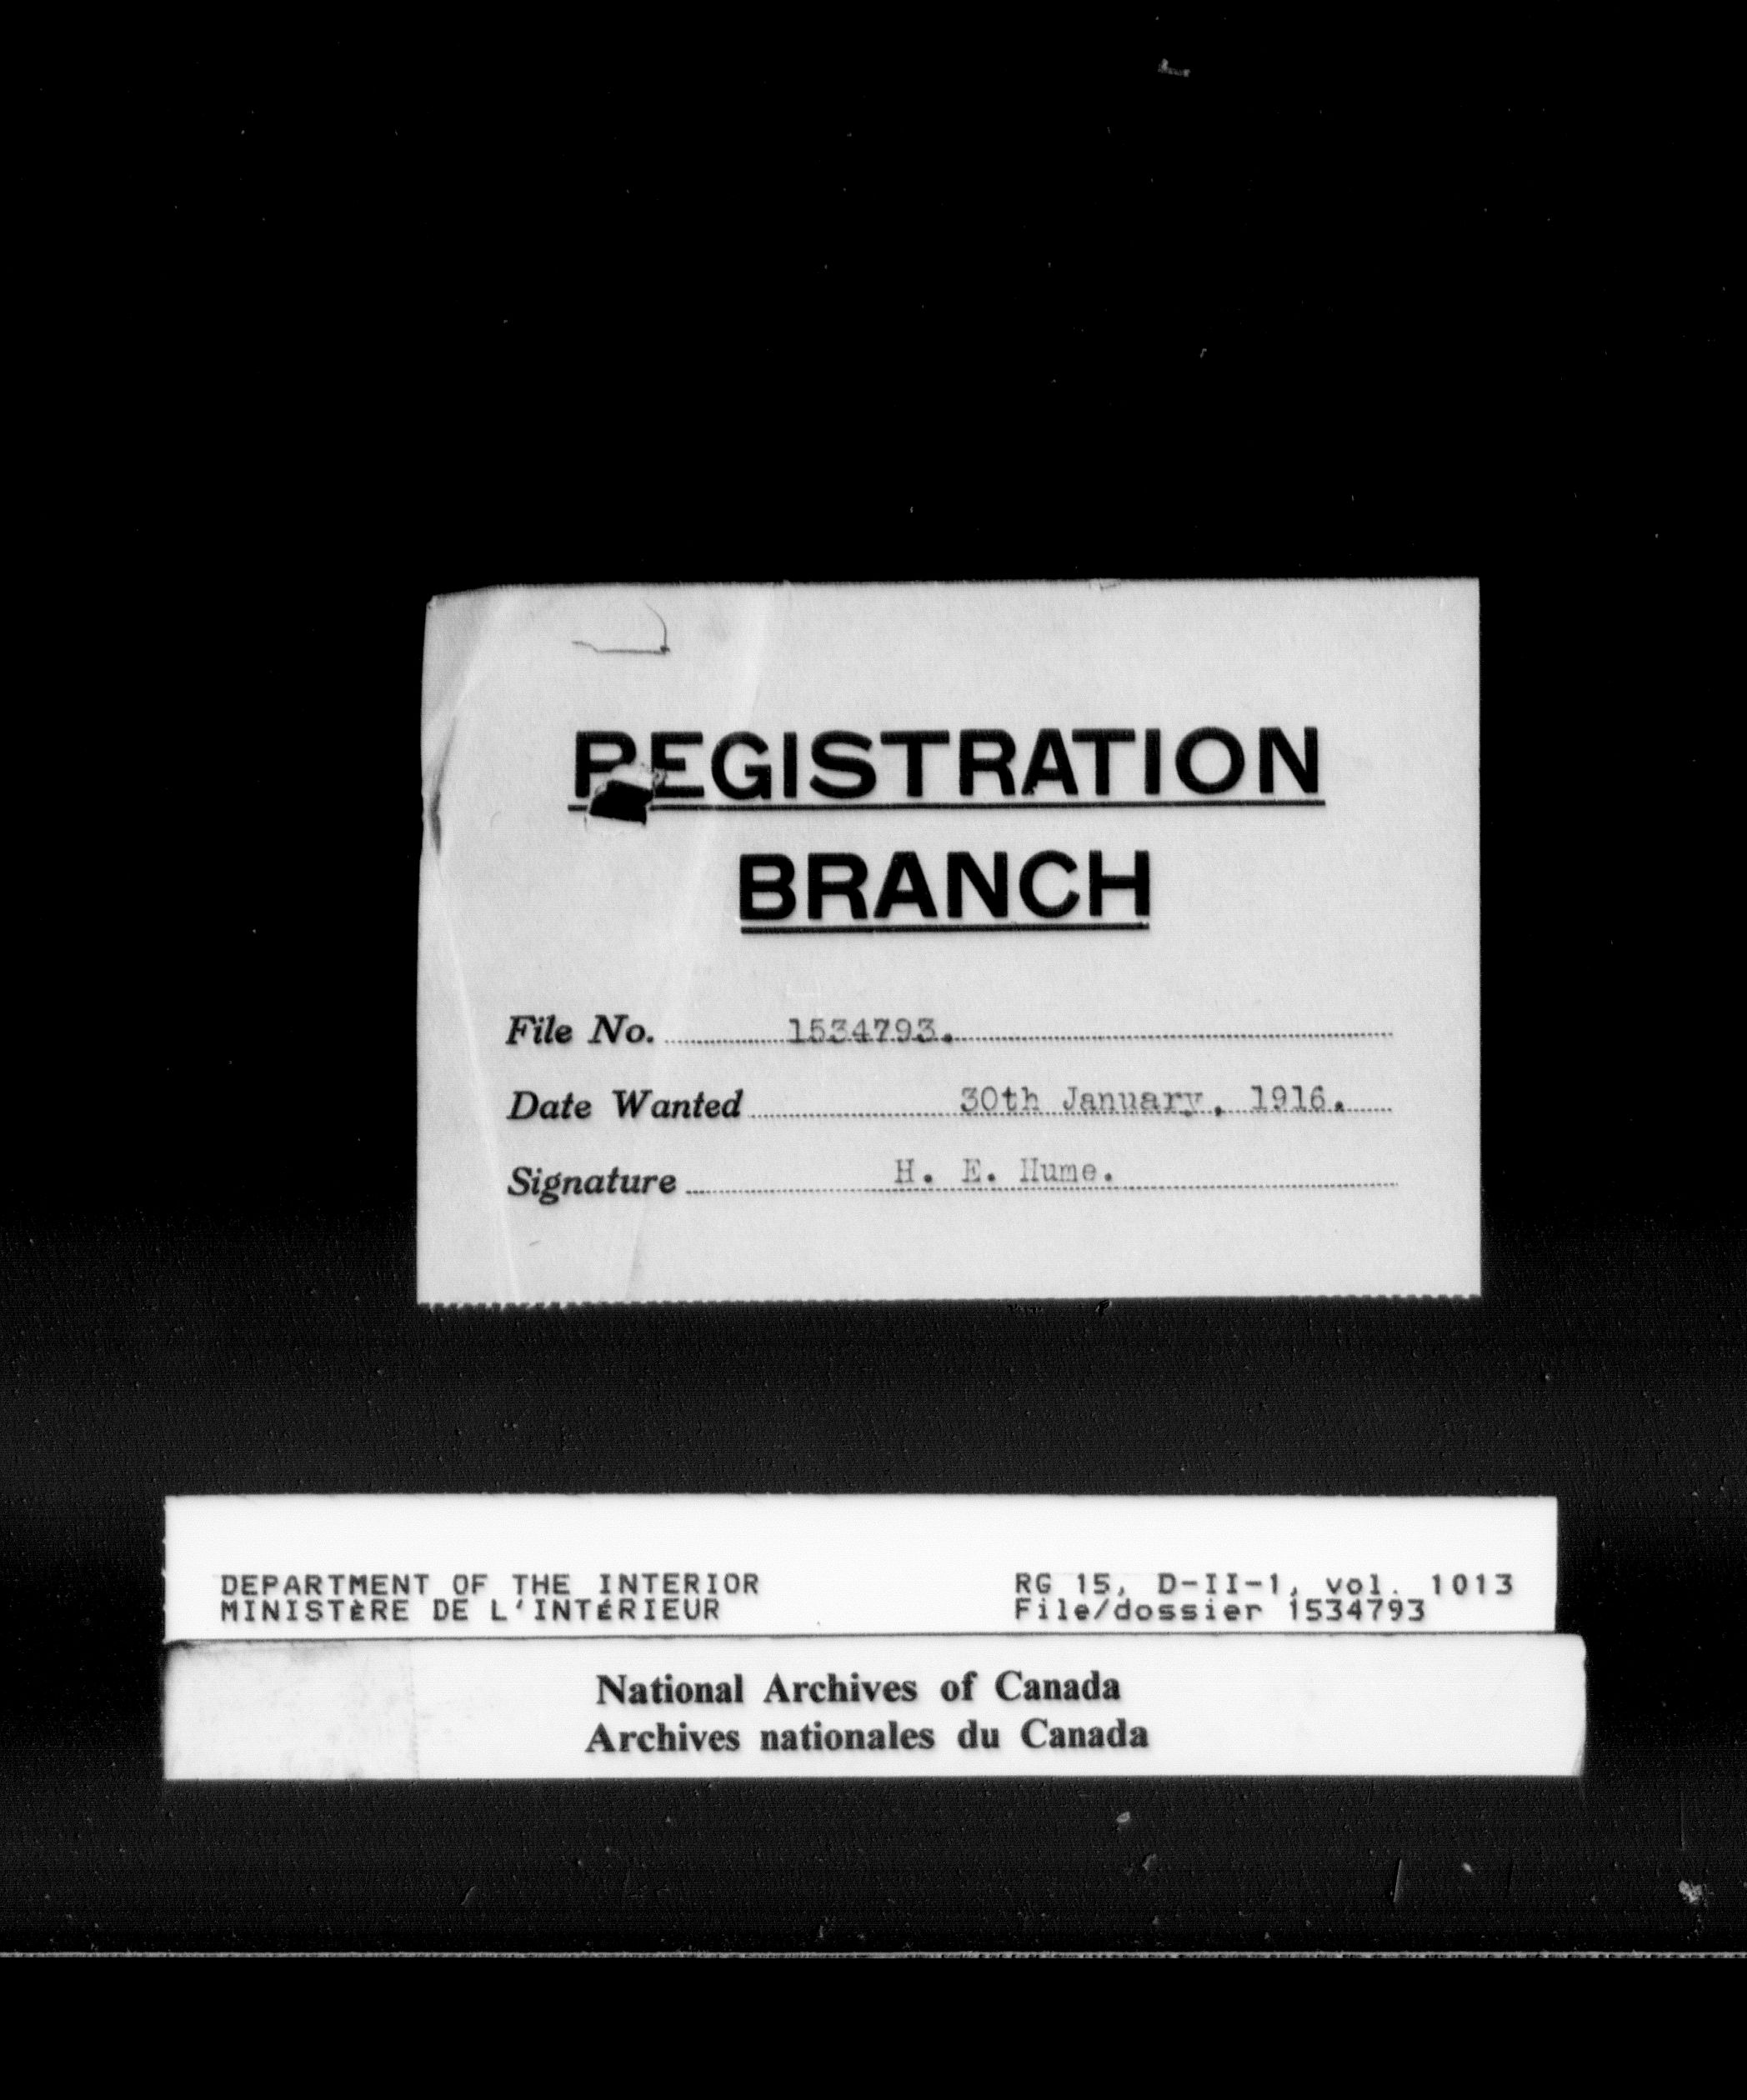 REGISTRATION
BRANCH
File No. 1534793.
Date Wanted 30th January, 1916.
Signature H. E. Hume.
DEPARTMENT OF THE INTERIOR RG 15, D-II-1, vol. 1013
MINISTÈRE DE L'INTÉRIEUR File/dossier 1534793
National Archives of Canada
Archives nationales du Canada